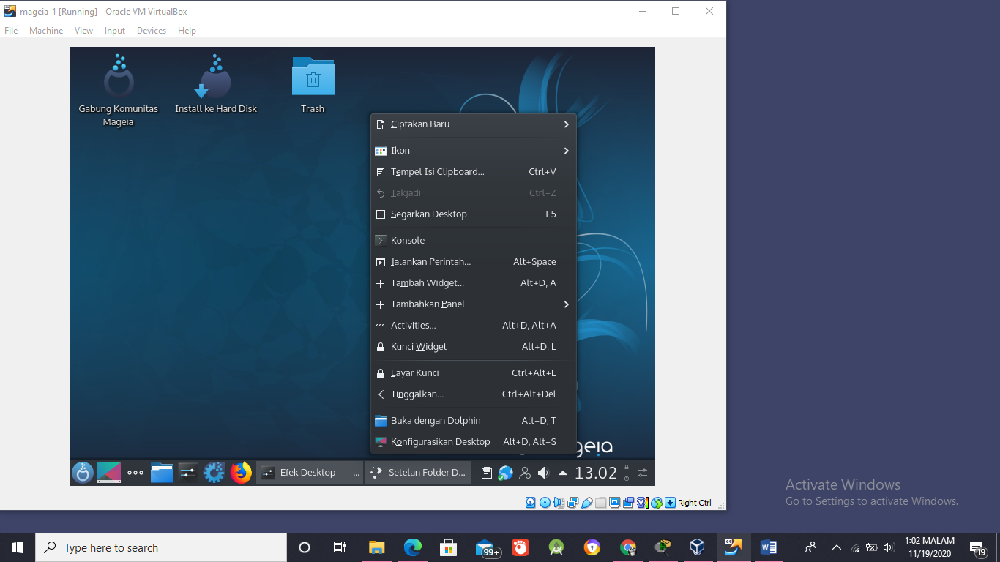 mageia-1 [Running] - Oracle VM VirtualBox
File Machine View Input Devices Help
Gabung Komunitas
Mageia
Install ke Hard Disk
Trash
Ciptakan Baru
Ikon
Tempel Isi Clipboard... Ctrl+V
Takjadi Ctrl+Z
Segarkan Desktop F5
Konsole
Jalankan Perintah... Alt+Space
Tambah Widget... Alt+D, A
Tambahkan Panel
Activities... Alt+D, Alt+A
Kunci Widget Alt+D, L
Layar Kunci Ctrl+Alt+L
Tinggalkan... Ctrl+Alt+Del
Buka dengan Dolphin Alt+D, T
Konfigurasikan Desktop Alt+D, Alt+S
geia
Efek Desktop — ...
Setelan Folder D...
13.02
Right Ctrl
Activate Windows
Go to Settings to activate Windows.
Type here to search
99+
1:02 MALAM
11/19/2020
19